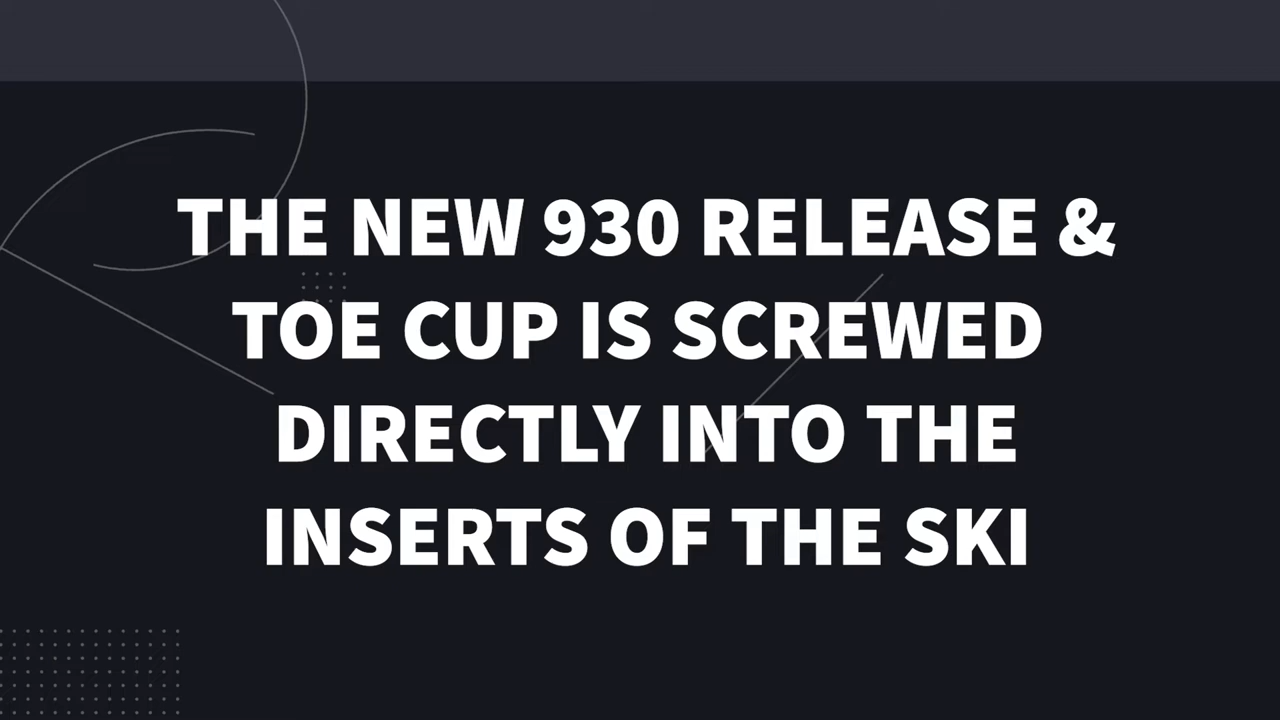 THE NEW 930 RELEASE &
TOE CUP IS SCREWED
DIRECTLY INTO THE
INSERTS OF THE SKI